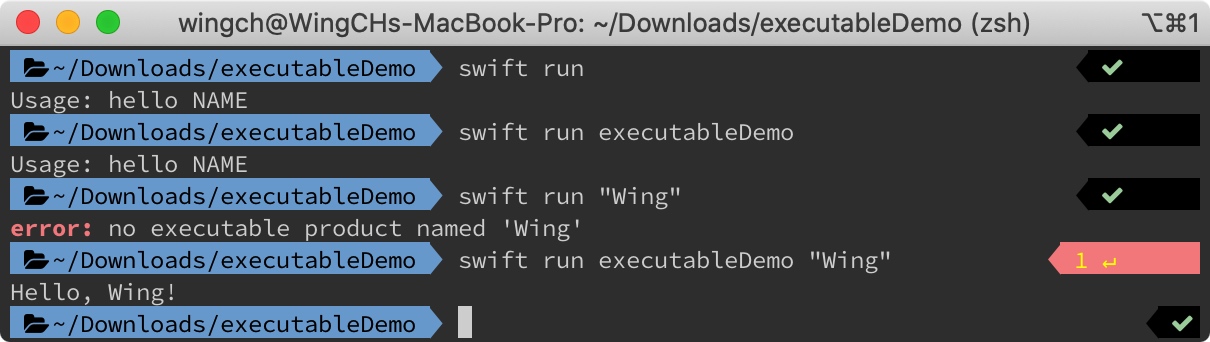 wingch@WingCHs-MacBook-Pro: ~/Downloads/executableDemo (zsh) ⌥⌘1
~/Downloads/executableDemo swift run ✔
Usage: hello NAME
~/Downloads/executableDemo swift run executableDemo ✔
Usage: hello NAME
~/Downloads/executableDemo swift run "Wing" ✔
error: no executable product named 'Wing'
~/Downloads/executableDemo swift run executableDemo "Wing" 1 ↵
Hello, Wing!
~/Downloads/executableDemo ✔